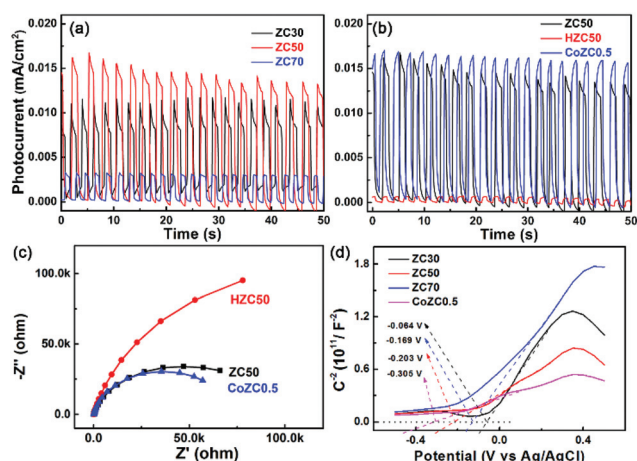 (a)
ZC30
ZC50
ZC70
Photocurrent (mA/cm²)
0.020
0.015
0.010
0.005
0.000
0 10 20 30 40 50
Time (s)
(b)
ZC50
HZC50
CoZC0.5
0.020
0.015
0.010
0.005
0.000
0 10 20 30 40 50
Time (s)
(c)
-Z'' (ohm)
100.0k
50.0k
0.0
HZC50
ZC50
CoZC0.5
0.0 50.0k 100.0k
Z' (ohm)
(d)
ZC30
ZC50
ZC70
CoZC0.5
C⁻² (10¹¹/ F⁻²)
1.8
1.2
0.6
0.0
-0.064 V
-0.169 V
-0.203 V
-0.305 V
-0.4 0.0 0.4
Potential (V vs Ag/AgCl)